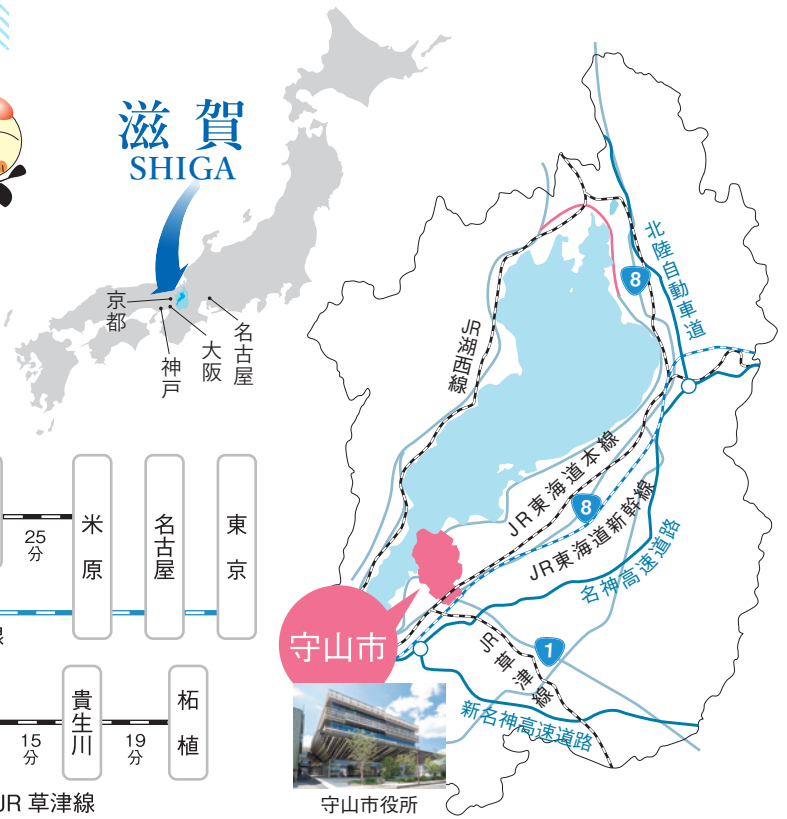 滋賀
SHIGA
京都
神戸
大阪
名古屋
北陸自動車道
8
JR湖西線
JR東海道本線
8
JR東海道新幹線
名神高速道路
守山市
JR草津線
1
新名神高速道路
守山市役所
25分
米原
名古屋
東京
線
15分
貴生川
19分
柘植
JR 草津線